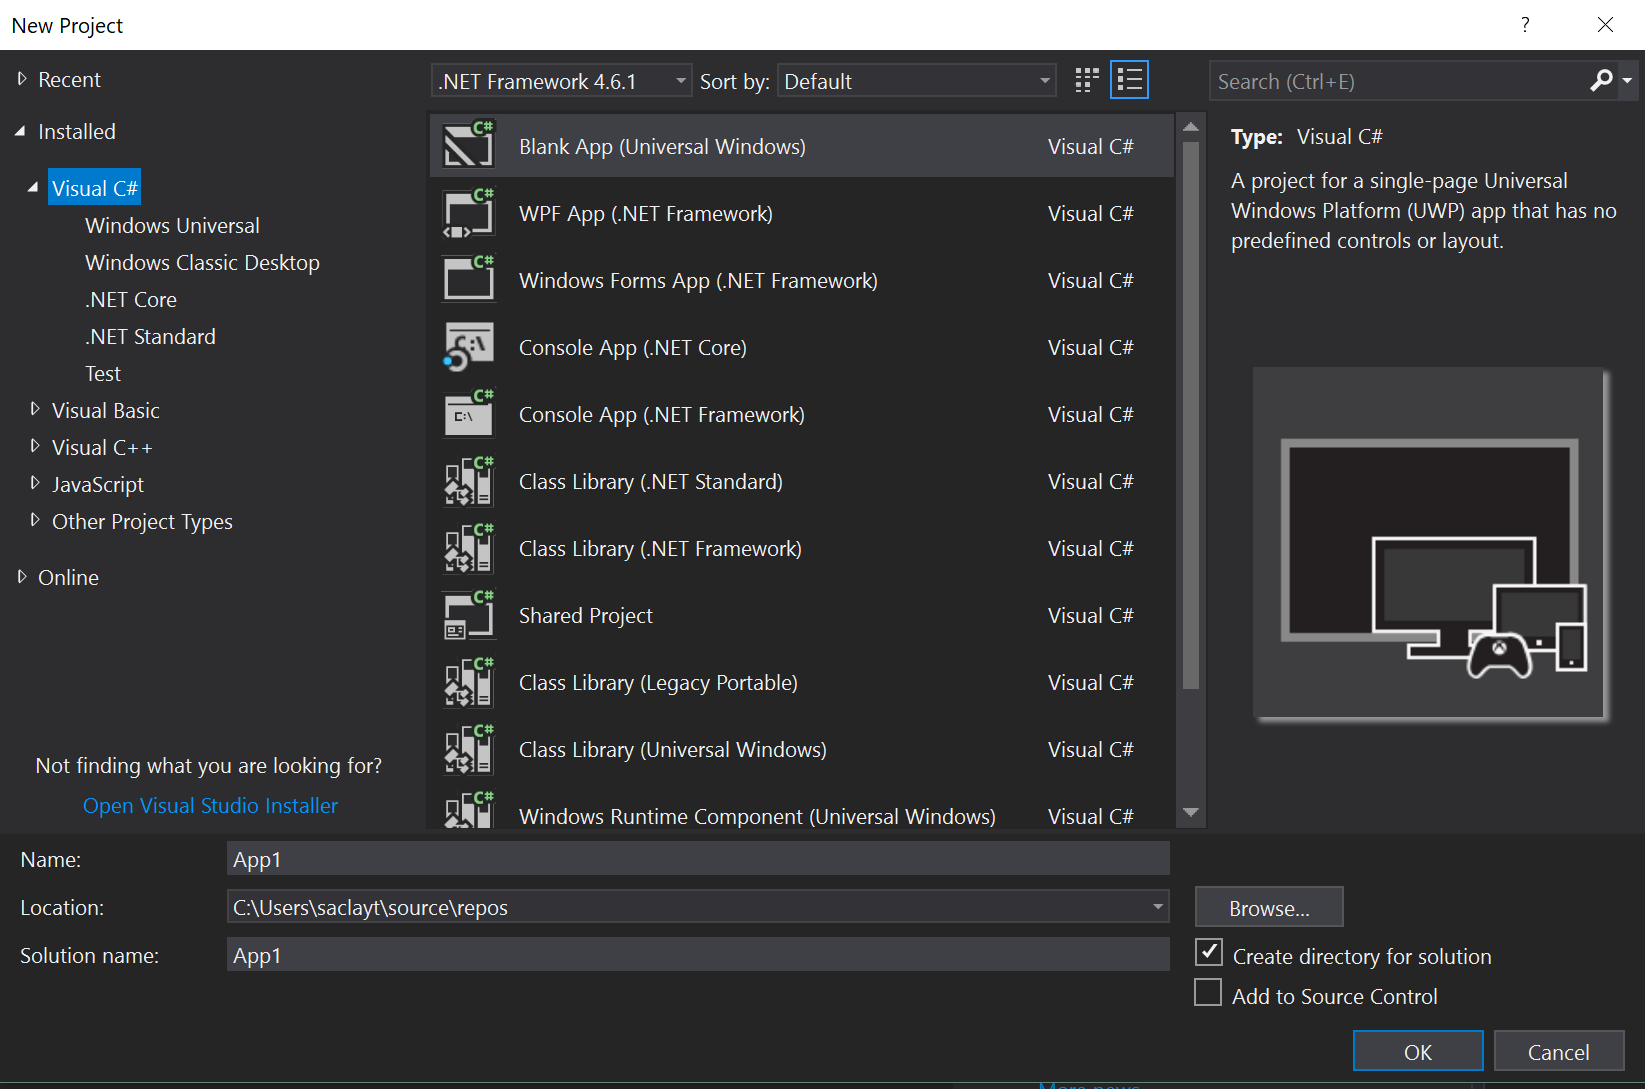 New Project
?
Recent
Installed
Visual C#
Windows Universal
Windows Classic Desktop
.NET Core
.NET Standard
Test
Visual Basic
Visual C++
JavaScript
Other Project Types
Online
Not finding what you are looking for?
Open Visual Studio Installer
.NET Framework 4.6.1
Sort by: Default
Search (Ctrl+E)
C# Blank App (Universal Windows) Visual C#
C# WPF App (.NET Framework) Visual C#
C# Windows Forms App (.NET Framework) Visual C#
C:\ Console App (.NET Core) Visual C#
C# C:\ Console App (.NET Framework) Visual C#
C# Class Library (.NET Standard) Visual C#
C# Class Library (.NET Framework) Visual C#
C# Shared Project Visual C#
C# Class Library (Legacy Portable) Visual C#
C# Class Library (Universal Windows) Visual C#
C# Windows Runtime Component (Universal Windows) Visual C#
Type: Visual C#
A project for a single-page Universal
Windows Platform (UWP) app that has no
predefined controls or layout.
Name: App1
Location: C:\Users\saclayt\source\repos
Browse...
Solution name: App1
Create directory for solution
Add to Source Control
OK
Cancel
More news